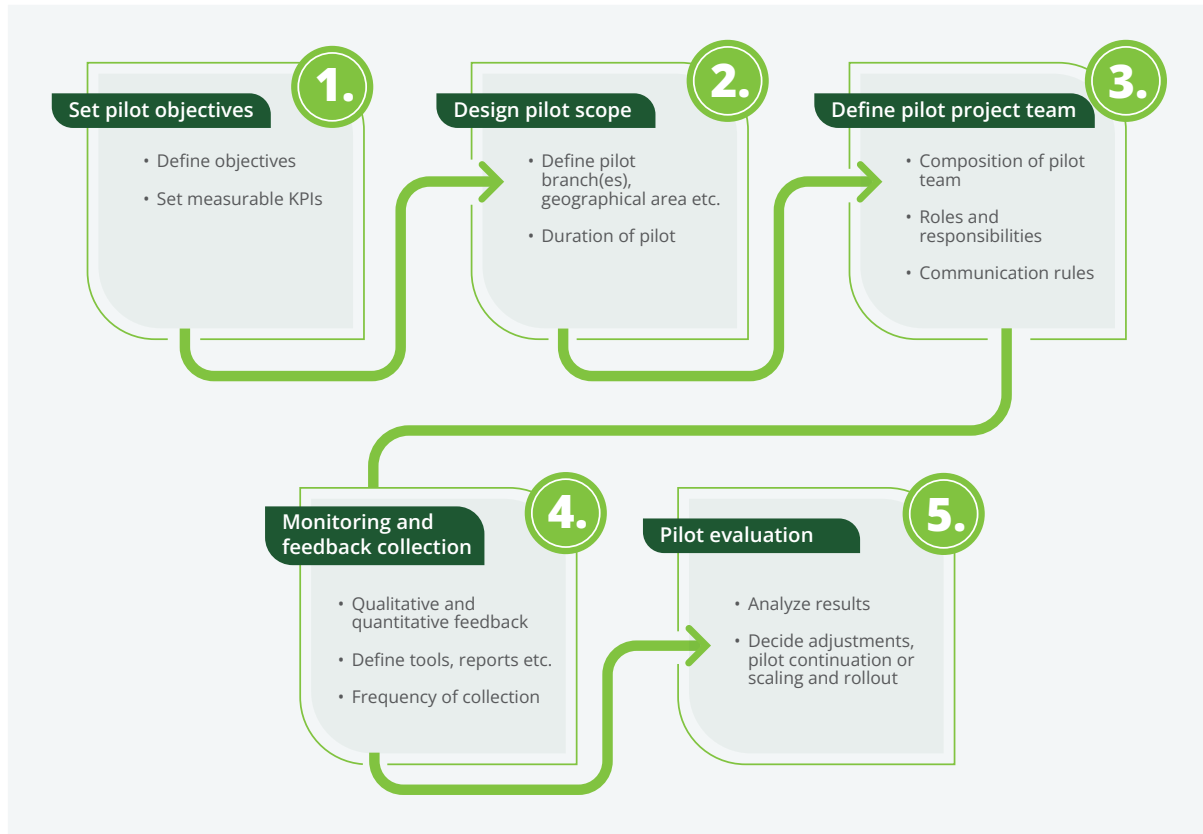 1.
Set pilot objectives
• Define objectives
• Set measurable KPIs
2.
Design pilot scope
• Define pilot
branch(es),
geographical area etc.
• Duration of pilot
3.
Define pilot project team
• Composition of pilot
team
• Roles and
responsibilities
• Communication rules
4.
Monitoring and
feedback collection
• Qualitative and
quantitative feedback
• Define tools, reports etc.
• Frequency of collection
5.
Pilot evaluation
• Analyze results
• Decide adjustments,
pilot continuation or
scaling and rollout